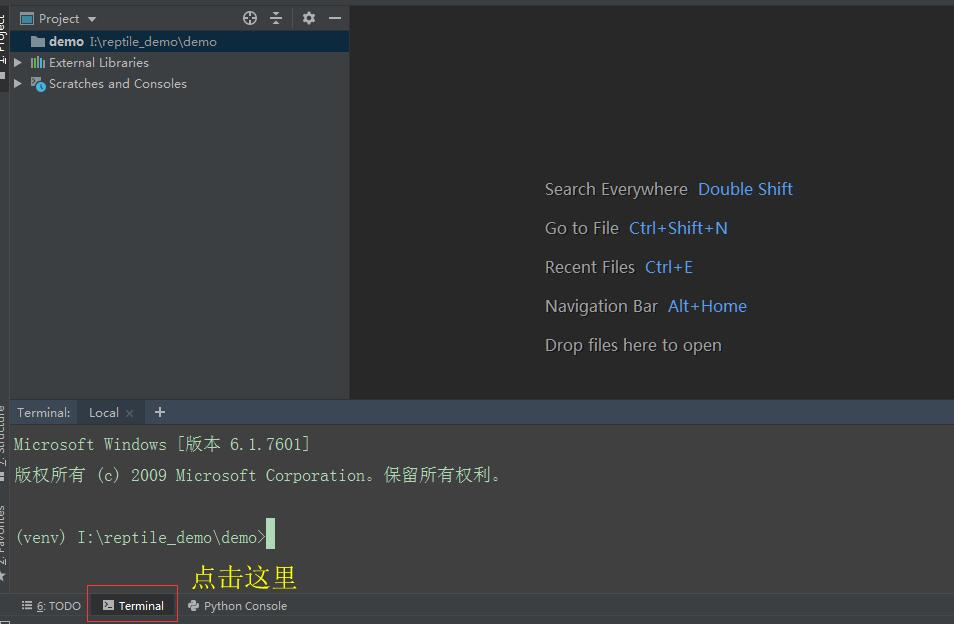 Project
demo I:\reptile_demo\demo
External Libraries
Scratches and Consoles
Search Everywhere Double Shift
Go to File Ctrl+Shift+N
Recent Files Ctrl+E
Navigation Bar Alt+Home
Drop files here to open
Terminal: Local × +
Microsoft Windows [版本 6.1.7601]
版权所有 (c) 2009 Microsoft Corporation。保留所有权利。
(venv) I:\reptile_demo\demo>
点击这里
6: TODO Terminal Python Console
1: Project
7: Structure
2: Favorites